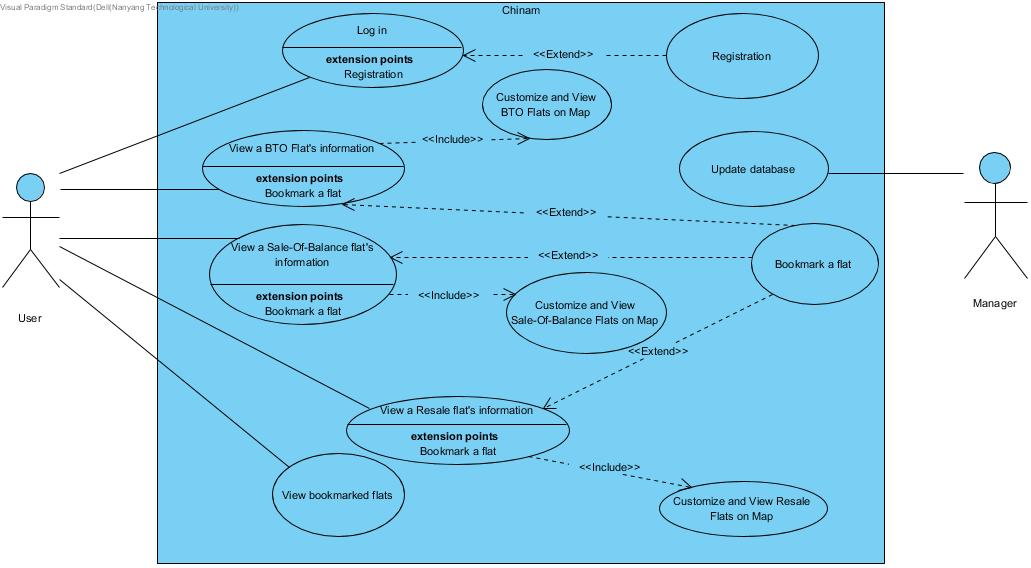 Visual Paradigm Standard(Dell(Nanyang Technological University))
Chinam
Log in
extension points
Registration
<<Extend>>
Registration
Customize and View
BTO Flats on Map
<<Include>>
View a BTO Flat's information
extension points
Bookmark a flat
Update database
<<Extend>>
View a Sale-Of-Balance flat's
information
extension points
Bookmark a flat
<<Extend>>
Bookmark a flat
<<Include>>
Customize and View
Sale-Of-Balance Flats on Map
User
Manager
<<Extend>>
View a Resale flat's information
extension points
Bookmark a flat
<<Include>>
View bookmarked flats
Customize and View Resale
Flats on Map